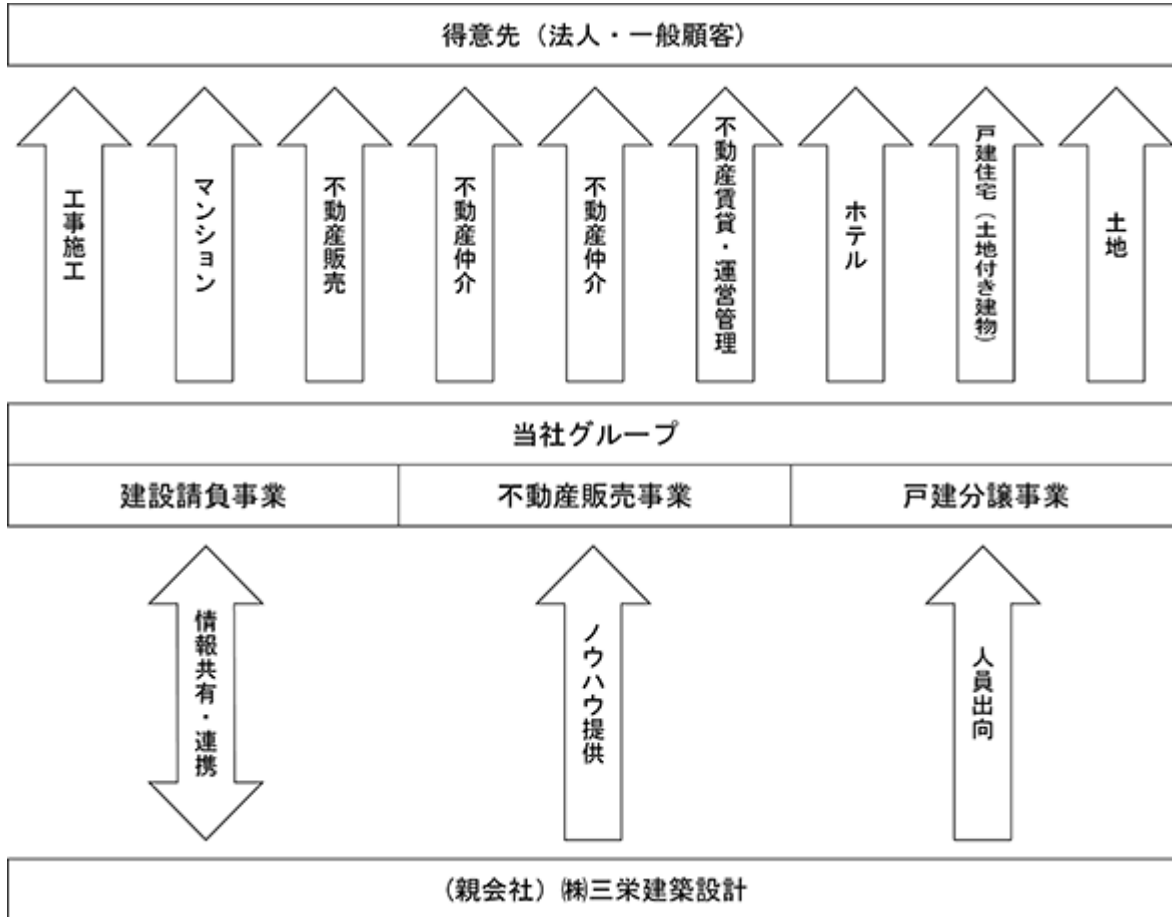 得意先（法人・一般顧客）
工事施工
マンション
不動産販売
不動産仲介
不動産仲介
不動産賃貸・運営管理
ホテル
戸建住宅（土地付き建物）
土地
当社グループ
建設請負事業
不動産販売事業
戸建分譲事業
情報共有・連携
ノウハウ提供
人員出向
（親会社）㈱三栄建築設計